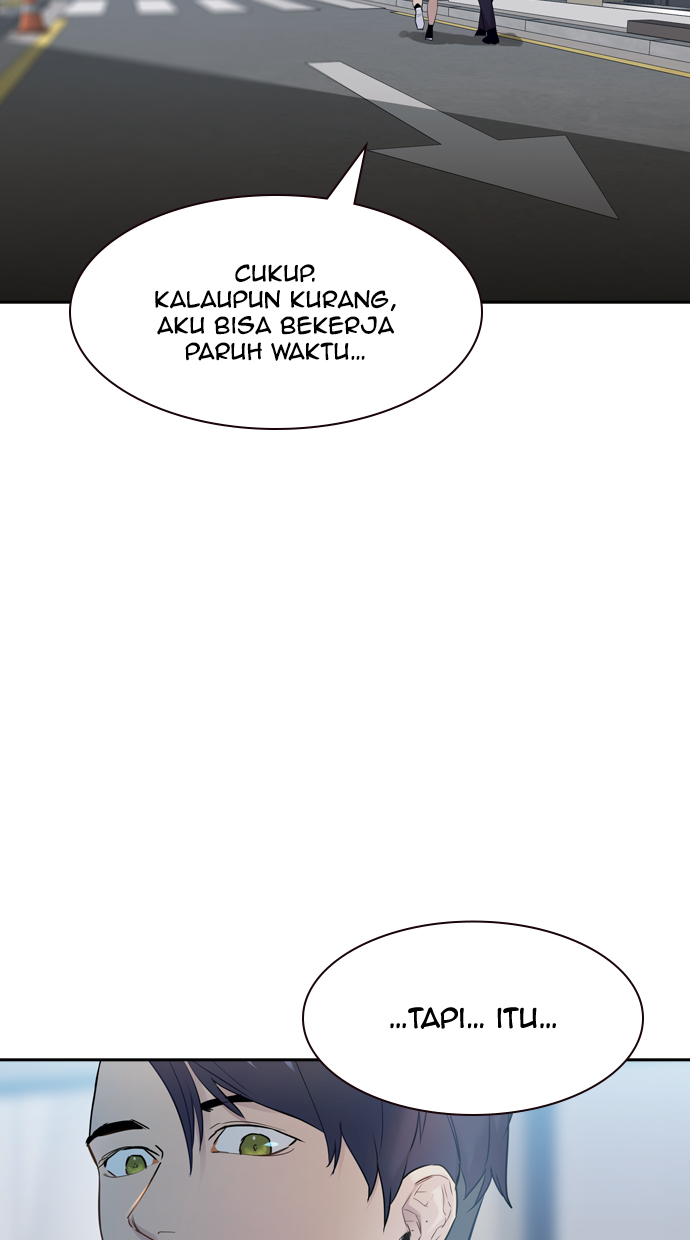 CUKUP.
KALAUPUN KURANG,
AKU BISA BEKERJA
PARUH WAKTU...
...TAPI... ITU...